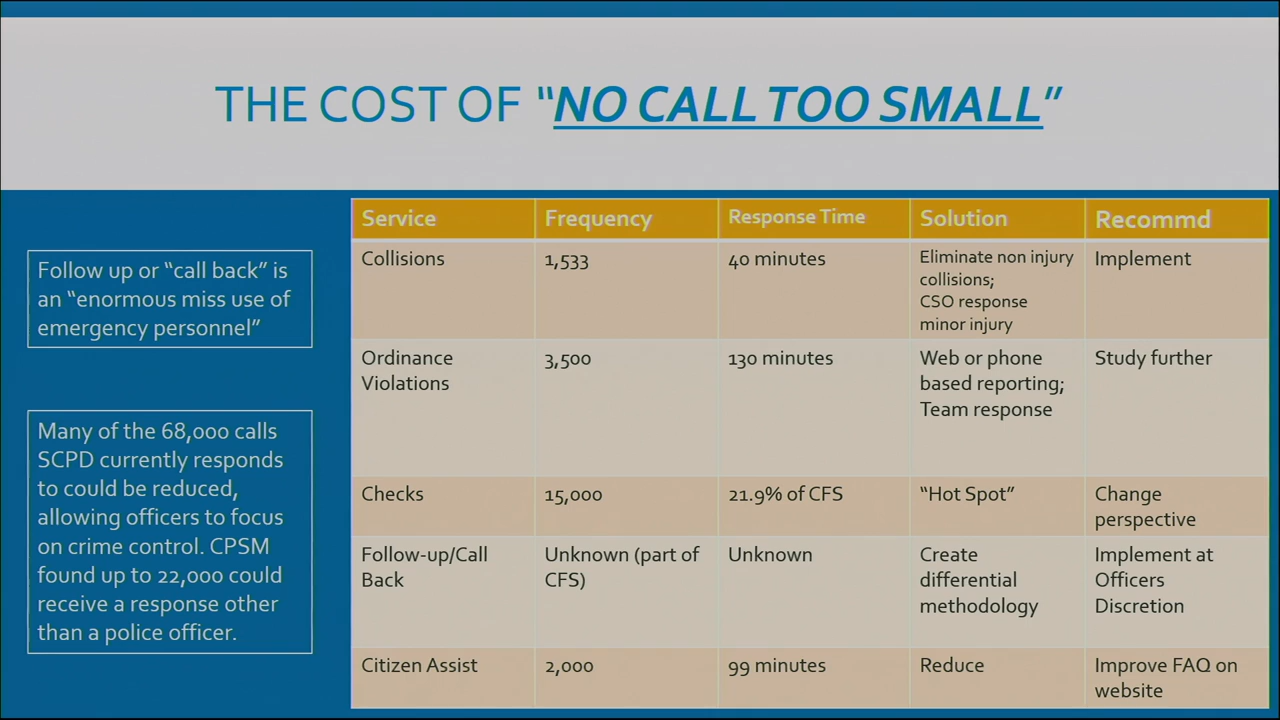 THE COST OF “NO CALL TOO SMALL”
Follow up or “call back” is
an “enormous miss use of
emergency personnel”
Many of the 68,000 calls
SCPD currently responds
to could be reduced,
allowing officers to focus
on crime control. CPSM
found up to 22,000 could
receive a response other
than a police officer.
Service Frequency Response Time Solution Recommd
Collisions 1,533 40 minutes Eliminate non injury Implement
collisions;
CSO response
minor injury
Ordinance 3,500 130 minutes Web or phone Study further
Violations based reporting;
Team response
Checks 15,000 21.9% of CFS “Hot Spot” Change
perspective
Follow-up/Call Unknown (part of Unknown Create Implement at
Back CFS) differential Officers
methodology Discretion
Citizen Assist 2,000 99 minutes Reduce Improve FAQ on
website